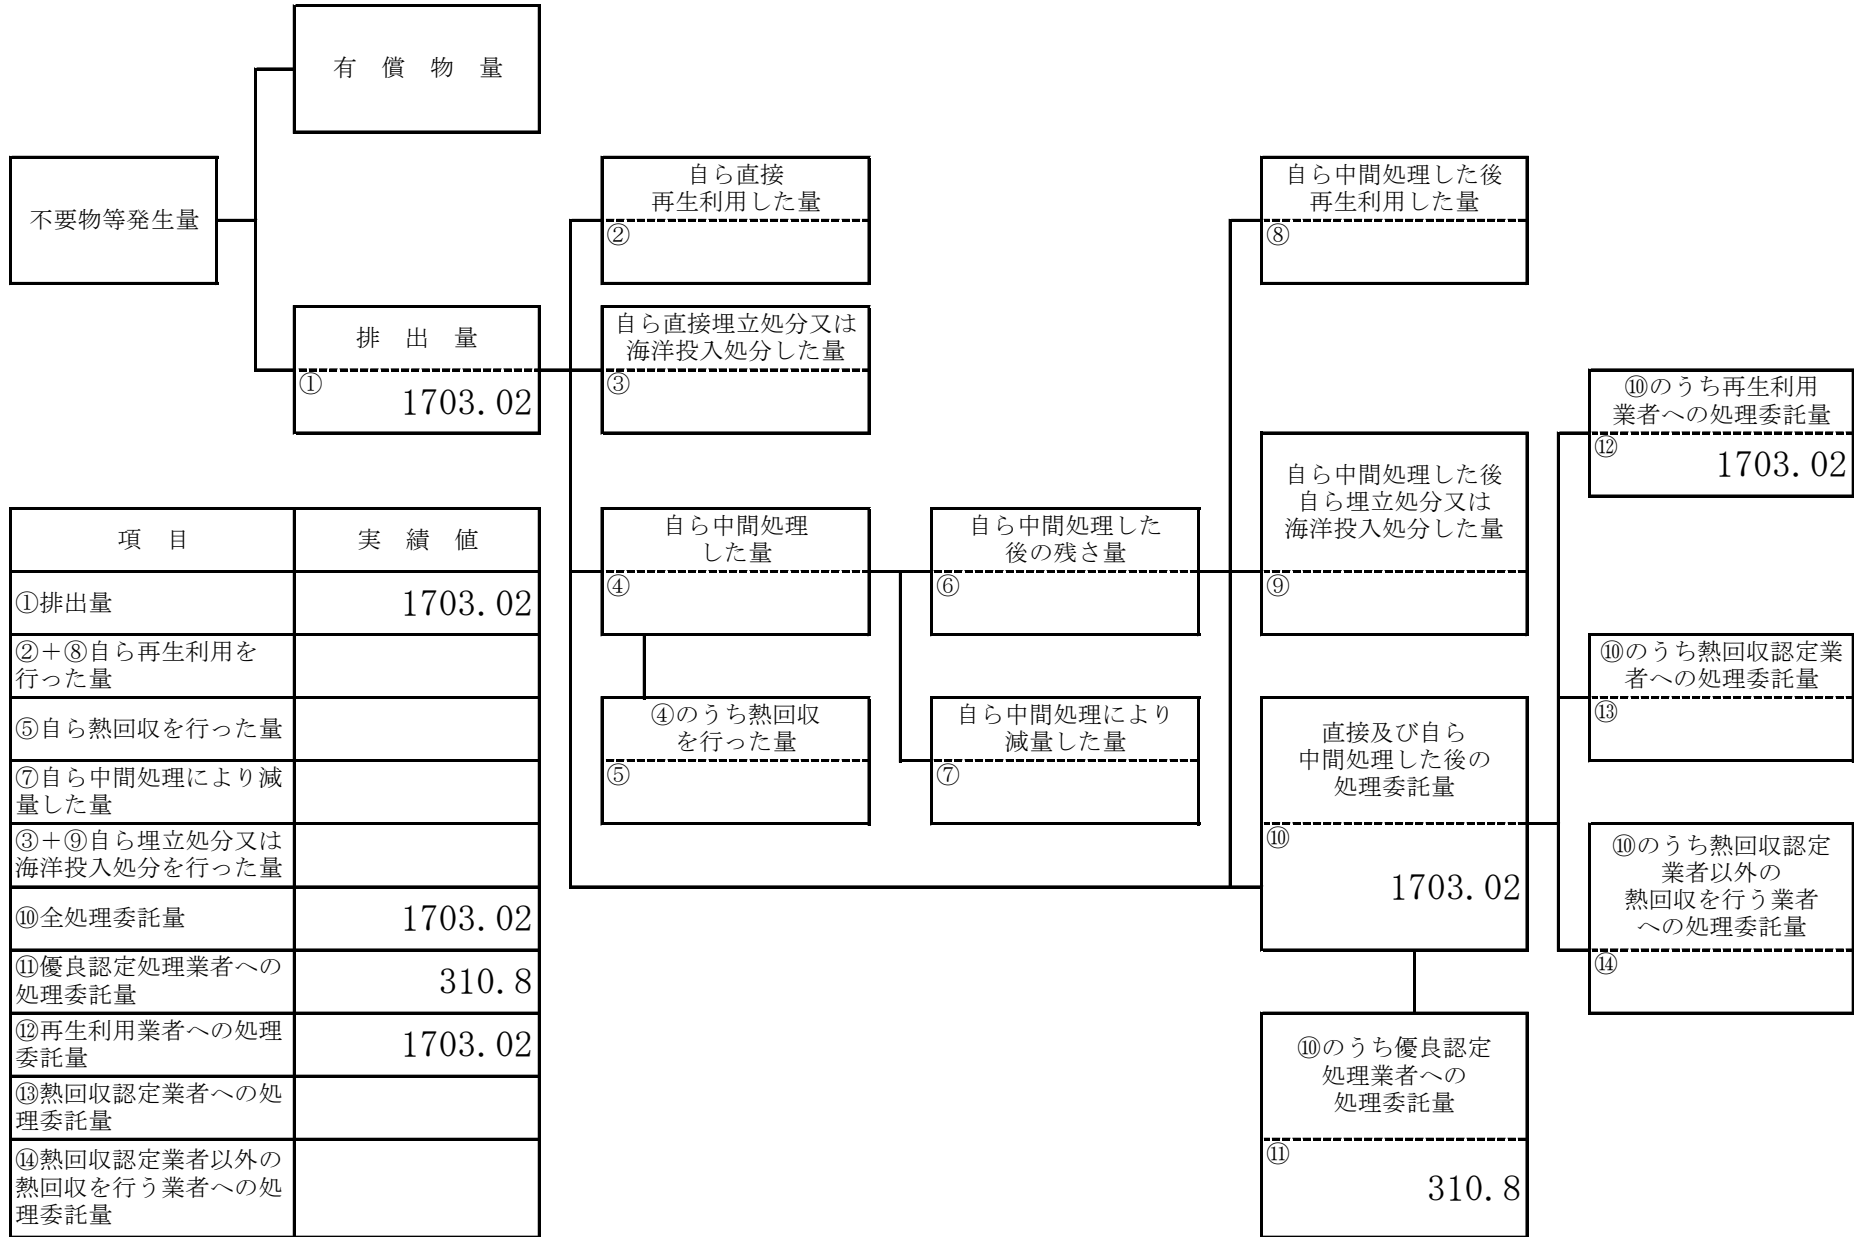 有 償 物 量
不要物等発生量
排 出 量
①
1703.02
自ら直接
再生利用した量
②
自ら直接埋立処分又は
海洋投入処分した量
③
自ら中間処理
した量
④
④のうち熱回収
を行った量
⑤
自ら中間処理した
後の残さ量
⑥
自ら中間処理により
減量した量
⑦
自ら中間処理した後
再生利用した量
⑧
自ら中間処理した後
自ら埋立処分又は
海洋投入処分した量
⑨
直接及び自ら
中間処理した後の
処理委託量
⑩
1703.02
⑩のうち優良認定
処理業者への
処理委託量
⑪
310.8
⑩のうち再生利用
業者への処理委託量
⑫
1703.02
⑩のうち熱回収認定業
者への処理委託量
⑬
⑩のうち熱回収認定
業者以外の
熱回収を行う業者
への処理委託量
⑭
項 目 実 績 値
①排出量 1703.02
②+⑧自ら再生利用を
行った量
⑤自ら熱回収を行った量
⑦自ら中間処理により減
量した量
③+⑨自ら埋立処分又は
海洋投入処分を行った量
⑩全処理委託量 1703.02
⑪優良認定処理業者への
処理委託量 310.8
⑫再生利用業者への処理
委託量 1703.02
⑬熱回収認定業者への処
理委託量
⑭熱回収認定業者以外の
熱回収を行う業者への処
理委託量